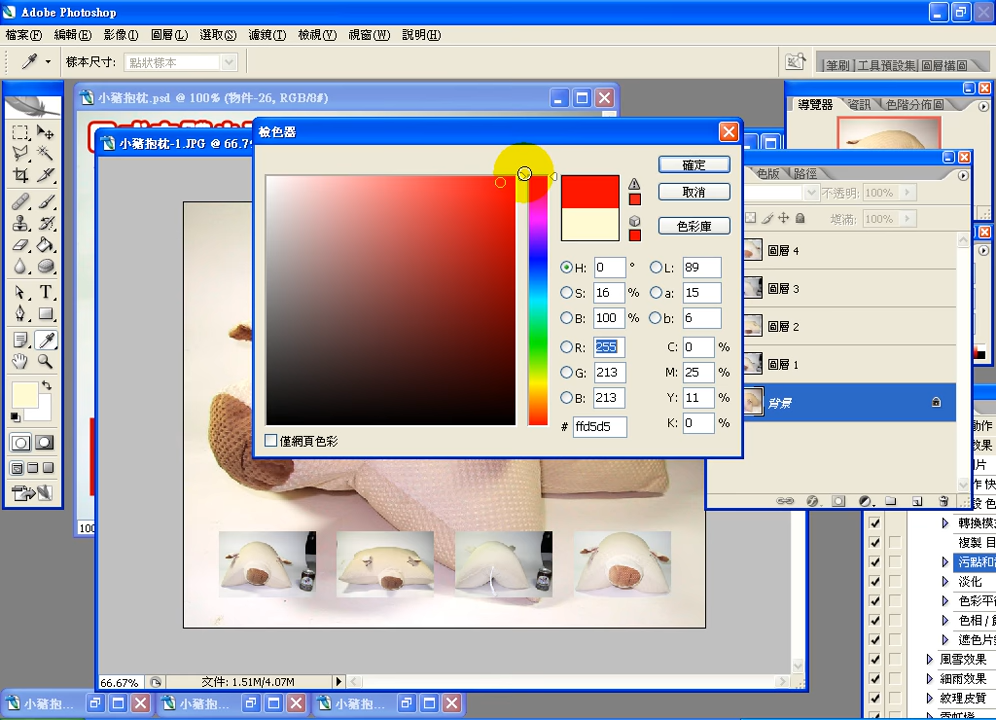 Adobe Photoshop
檔案(F) 編輯(E) 影像(I) 圖層(L) 選取(S) 濾鏡(T) 檢視(V) 視窗(W) 說明(H)
樣本尺寸: 點狀樣本
筆刷 工具預設集 圖層構圖
小豬抱枕.psd @ 100% (物件-26, RGB/8#)
導覽器 資訊 色階分佈圖
小豬抱枕-1.JPG @ 66.7%
檢色器
確定
取消
色彩庫
色版 路徑
不透明: 100%
填滿: 100%
圖層 4
圖層 3
圖層 2
圖層 1
背景
H: 0 °
S: 16 %
B: 100 %
R: 255
G: 213
B: 213
# ffd5d5
L: 89
a: 15
b: 6
C: 0 %
M: 25 %
Y: 11 %
K: 0 %
僅網頁色彩
動作
效果
轉換模
複製 目
污點和
淡化
色彩平
色相 / 飽
遮色片
風雪效果
細雨效果
紋理皮質
100
66.67% 文件: 1.51M/4.07M
小豬抱... 小豬抱... 小豬抱...